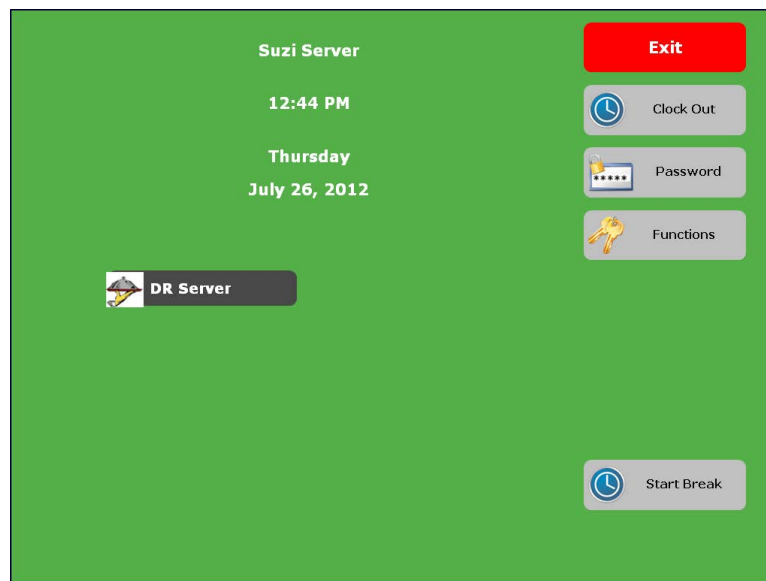 Suzi Server
12:44 PM
Thursday
July 26, 2012
DR Server
Exit
Clock Out
*****
Password
Functions
Start Break